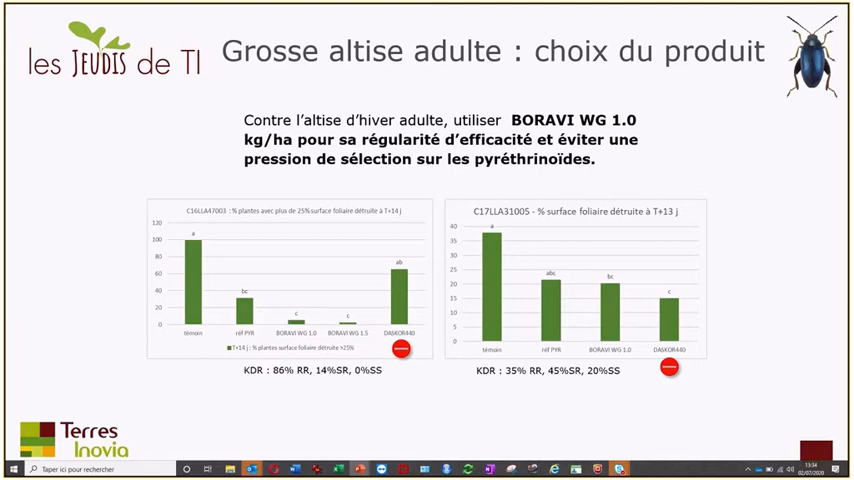 les JEUDIS de TI
Grosse altise adulte : choix du produit
Contre l'altise d'hiver adulte, utiliser BORAVI WG 1.0
kg/ha pour sa régularité d'efficacité et éviter une
pression de sélection sur les pyréthrinoïdes.
C16LLA47003 : % plantes avec plus de 25% surface foliaire détruite à T+14 j
120
100
80
60
40
20
0
a
bc
c
c
ab
témoin
réf PYR
BORAVI WG 1.0
BORAVI WG 1.5
DASKOR440
T+14 j : % plantes surface foliaire détruite >25%
KDR : 86% RR, 14%SR, 0%SS
C17LLA31005 - % surface foliaire détruite à T+13 j
40
35
30
25
20
15
10
5
0
a
abc
bc
c
témoin
réf PYR
BORAVI WG 1.0
DASKOR440
KDR : 35% RR, 45%SR, 20%SS
Terres
Inovia
Taper ici pour rechercher
13:34
02/07/2020